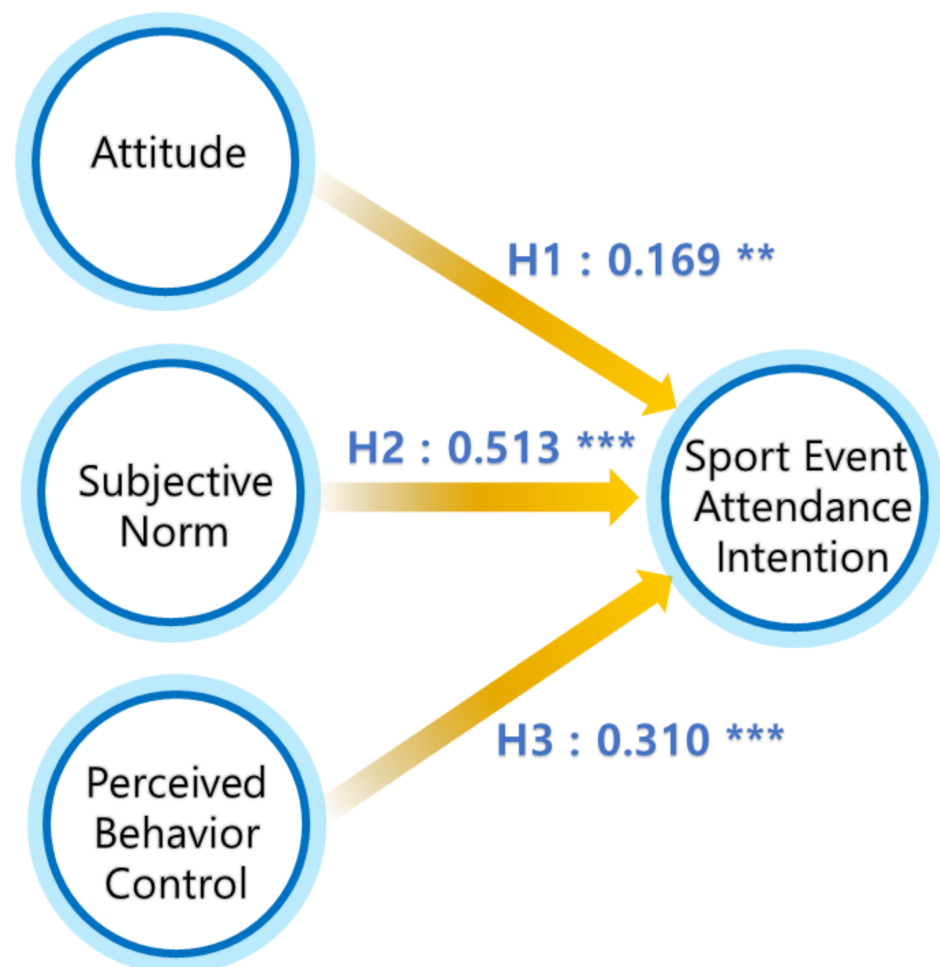 Attitude
H1 : 0.169 **
H2 : 0.513 ***
Subjective
Norm
Sport Event
Attendance
Intention
H3 : 0.310 ***
Perceived
Behavior
Control